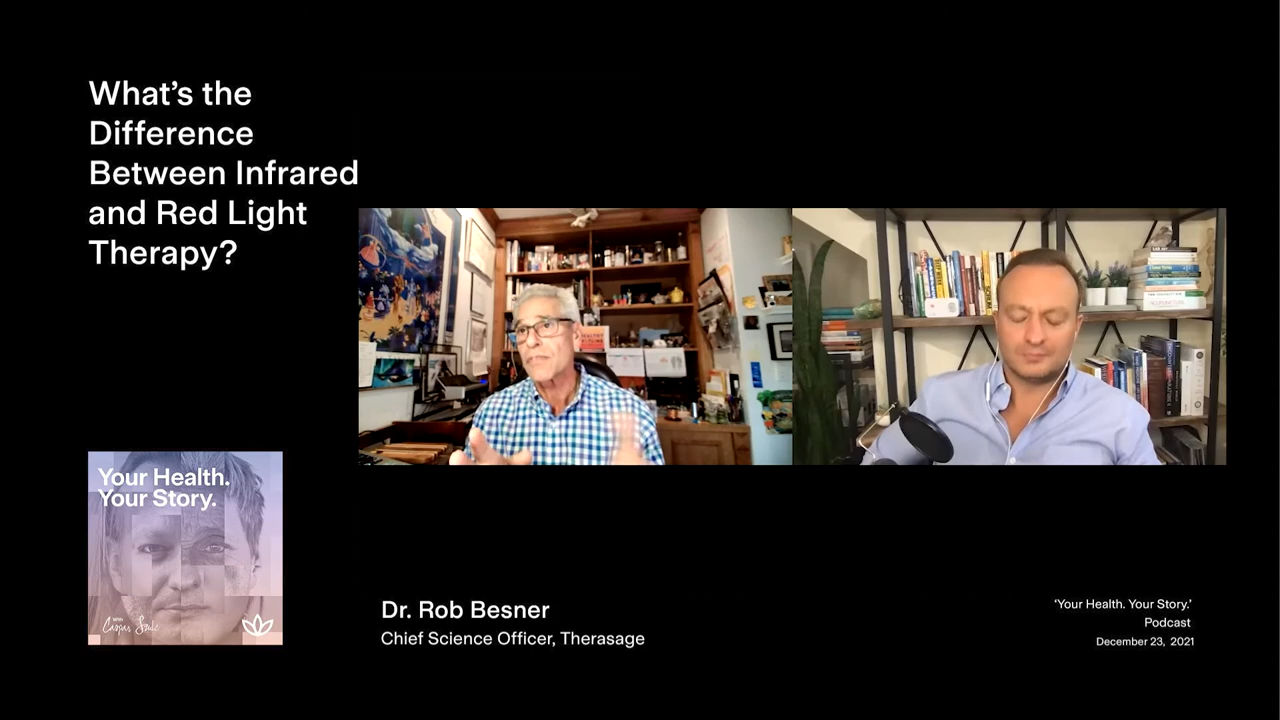 What’s the
Difference
Between Infrared
and Red Light
Therapy?
Your Health.
Your Story.
WITH
Dr. Rob Besner
Chief Science Officer, Therasage
‘Your Health. Your Story.’
Podcast
December 23, 2021